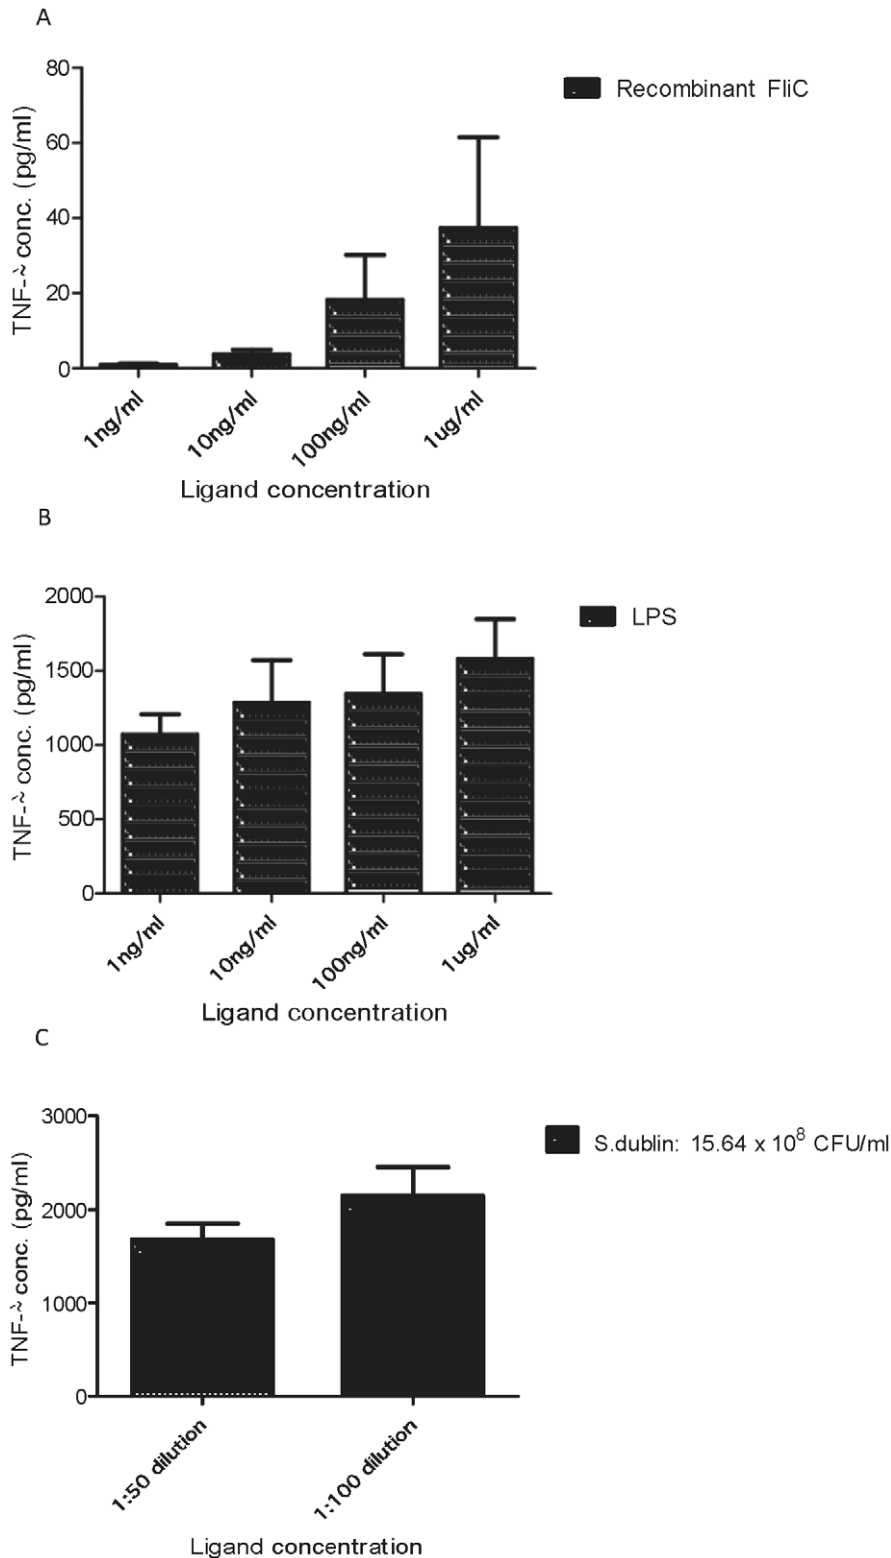 A
80
60
40
20
0
TNF-~ conc. (pg/ml)
Recombinant FliC
1ng/ml
10ng/ml
100ng/ml
1ug/ml
Ligand concentration
B
2000
1500
1000
500
0
TNF-~ conc. (pg/ml)
LPS
1ng/ml
10ng/ml
100ng/ml
1ug/ml
Ligand concentration
C
3000
2000
1000
0
TNF-~ conc. (pg/ml)
S.dublin: 15.64 x 10⁸ CFU/ml
1:50 dilution
1:100 dilution
Ligand concentration